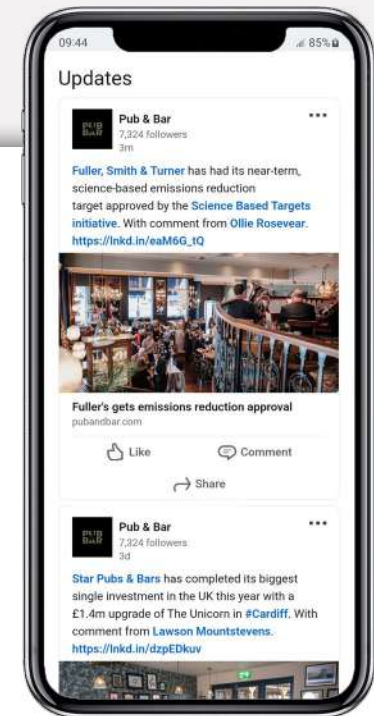 09:44
85%
Updates
PUB
BAR
Pub & Bar
7,324 followers
3m
Fuller, Smith & Turner has had its near-term,
science-based emissions reduction
target approved by the Science Based Targets
initiative. With comment from Ollie Rosevear.
https://lnkd.in/eaM6G_tQ
Fuller's gets emissions reduction approval
pubandbar.com
Like
Comment
Share
PUB
BAR
Pub & Bar
7,324 followers
3d
Star Pubs & Bars has completed its biggest
single investment in the UK this year with a
£1.4m upgrade of The Unicorn in #Cardiff. With
comment from Lawson Mountstevens.
https://lnkd.in/dzpEDkuv